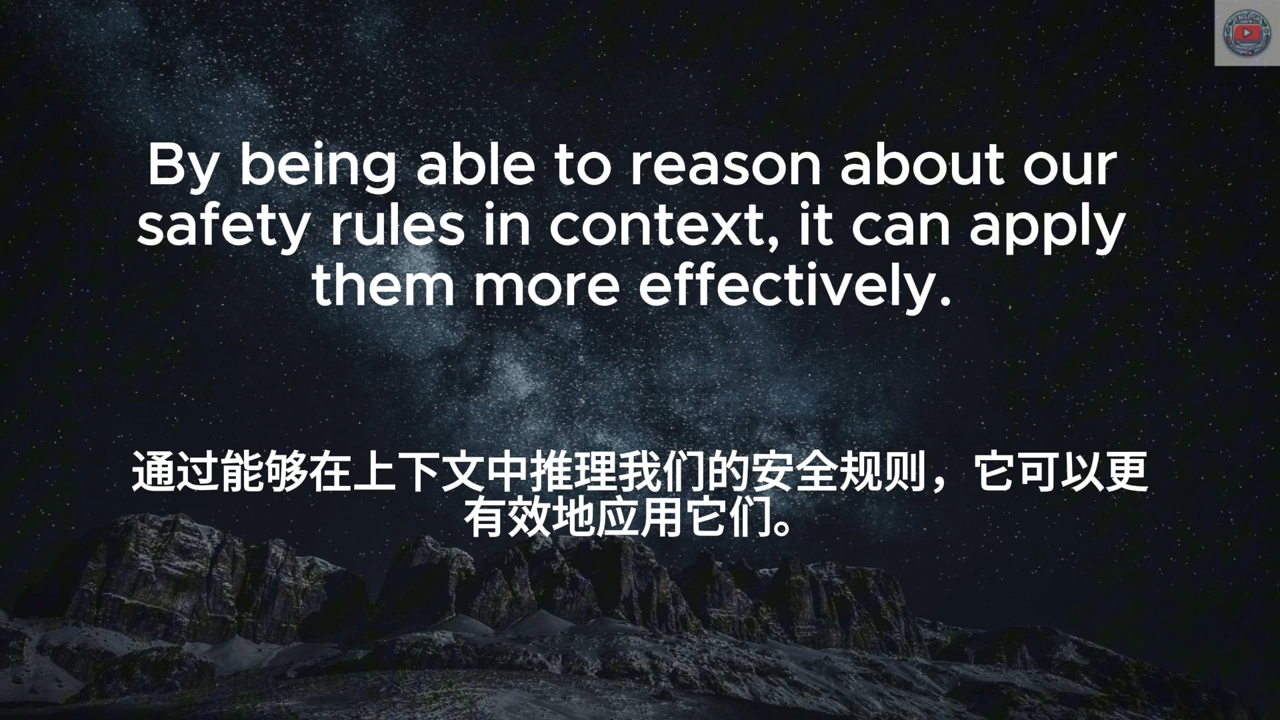 By being able to reason about our
safety rules in context, it can apply
them more effectively.
通过能够在上下文中推理我们的安全规则，它可以更
有效地应用它们。